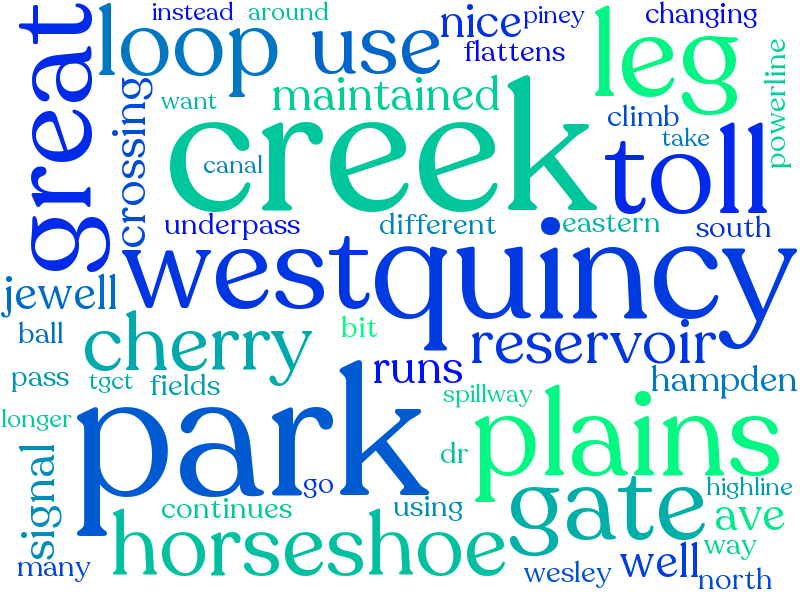 instead
around
nice
piney
changing
great
loop
use
flattens
leg
powerline
crossing
want
maintained
creek
climb
take
canal
toll
underpass
different
eastern
south
west
quincy
jewell
ball
cherry
bit
reservoir
runs
pass
tgct
fields
hampden
longer
park
spillway
plains
signal
go
dr
highline
continues
using
gate
ave
horseshoe
way
many
wesley
well
north